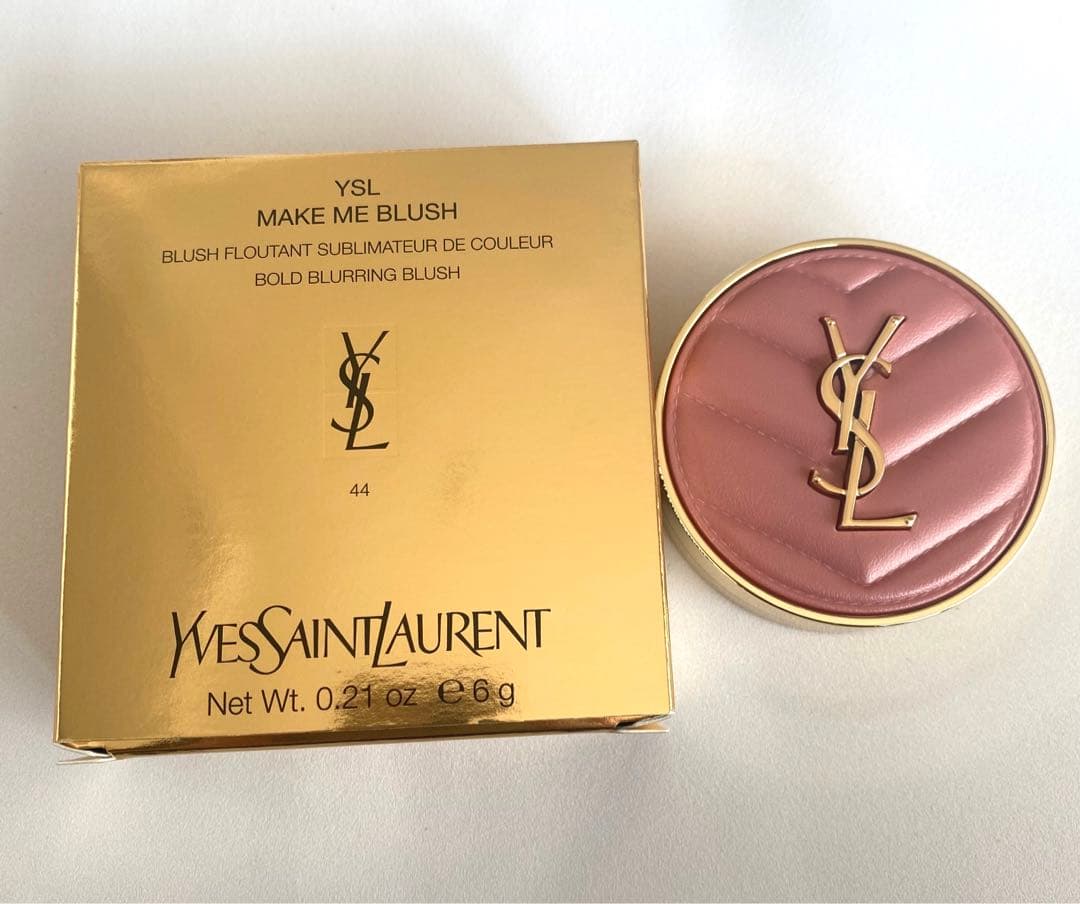 YSL
MAKE ME BLUSH
BLUSH FLOUTANT SUBLIMATEUR DE COULEUR
BOLD BLURRING BLUSH
YSL
44
YVESSAINTLAURENT
Net Wt. 0.21 oz ℮ 6 g
YSL